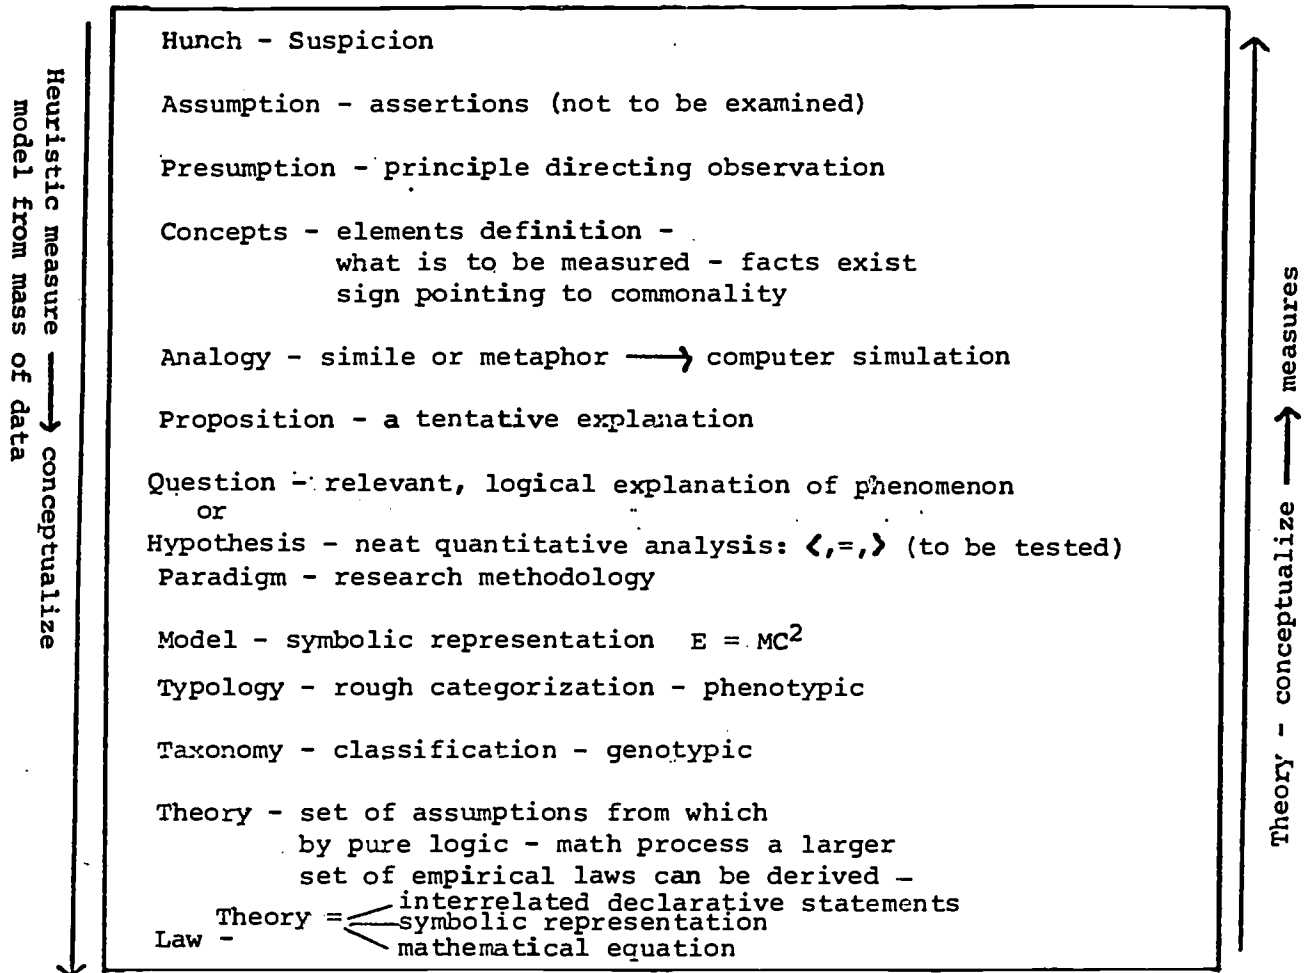 Heuristic measure → conceptualize
model from mass of data
Hunch - Suspicion
Assumption - assertions (not to be examined)
Presumption - principle directing observation
Concepts - elements definition -
what is to be measured - facts exist
sign pointing to commonality
Analogy - simile or metaphor → computer simulation
Proposition - a tentative explanation
Question - relevant, logical explanation of phenomenon
or
Hypothesis - neat quantitative analysis: <,=,> (to be tested)
Paradigm - research methodology
Model - symbolic representation E = MC²
Typology - rough categorization - phenotypic
Taxonomy - classification - genotypic
Theory - set of assumptions from which
by pure logic - math process a larger
set of empirical laws can be derived -
interrelated declarative statements
Theory = symbolic representation
Law - mathematical equation
Theory - conceptualize → measures